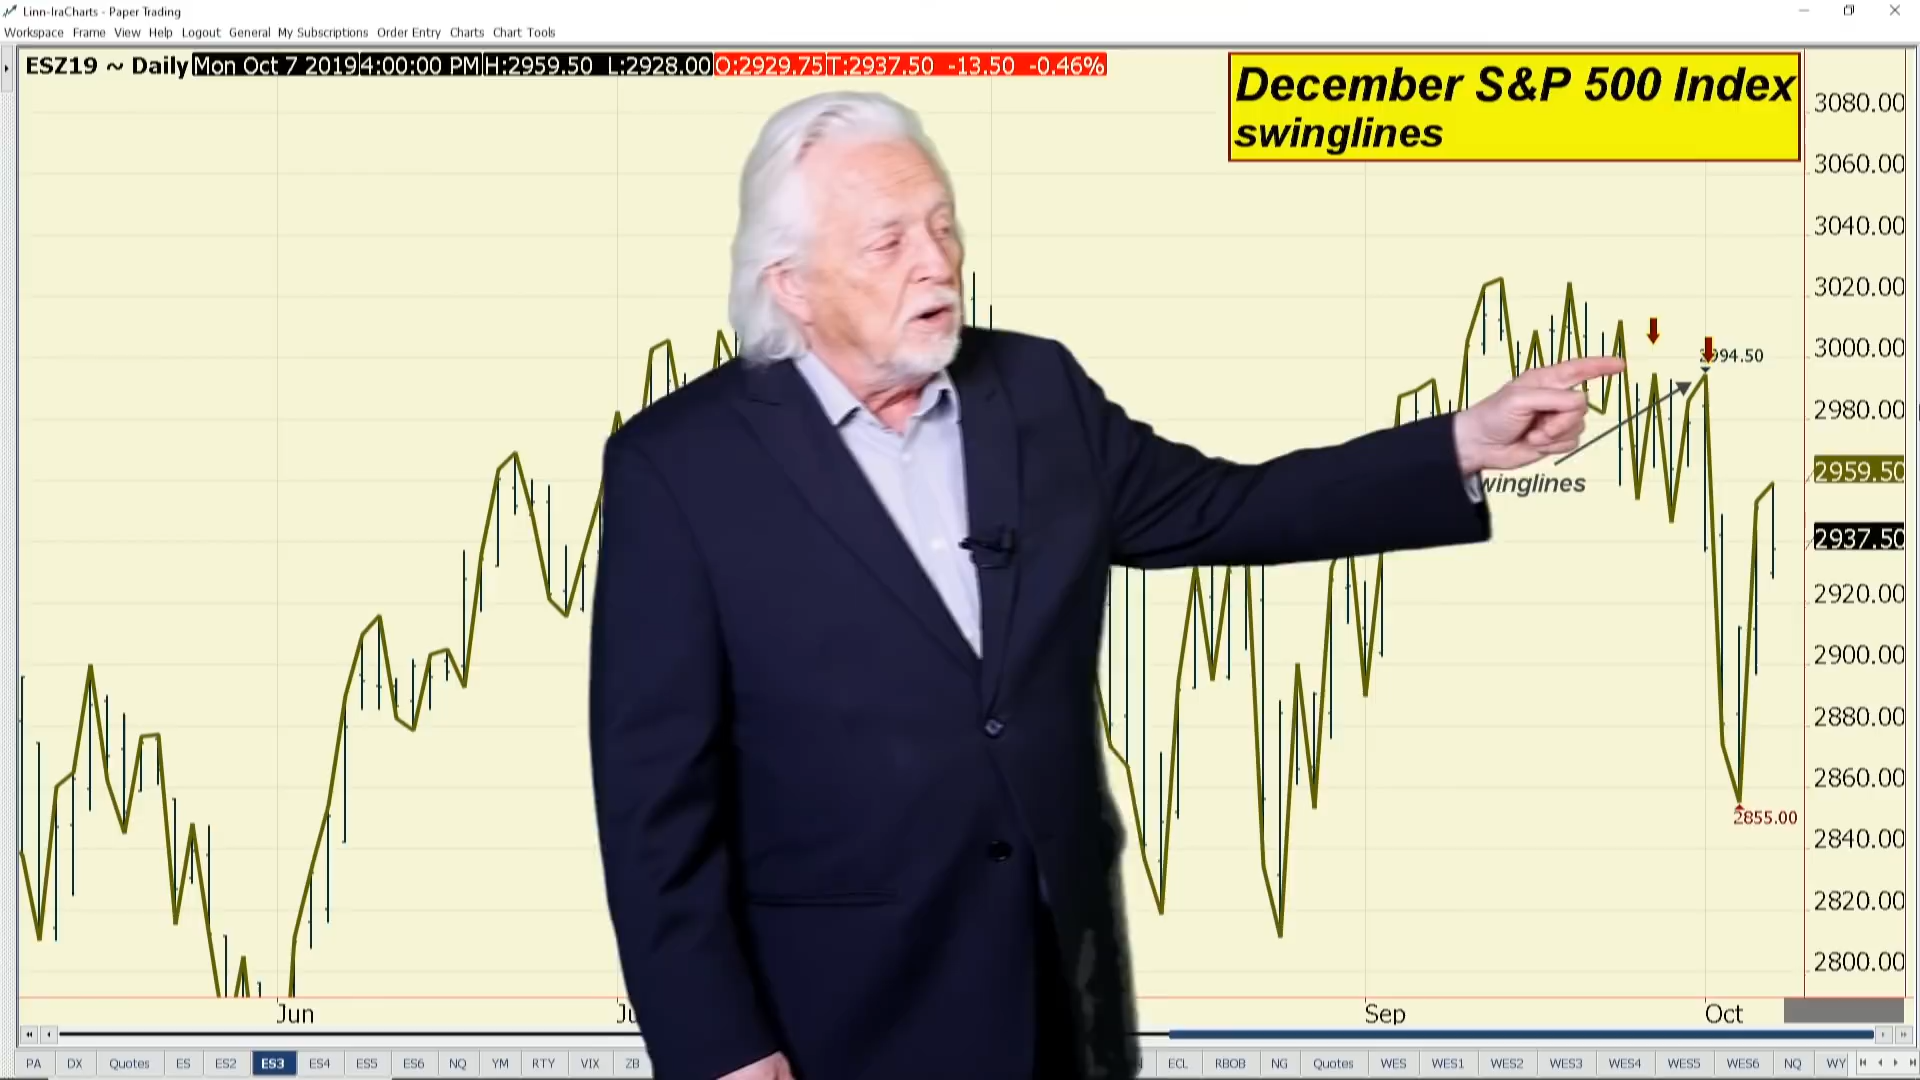 Linn-IraCharts - Paper Trading
Workspace Frame View Help Logout General My Subscriptions Order Entry Charts Chart Tools
ESZ19 ~ Daily Mon Oct 7 2019 4:00:00 PM H:2959.50 L:2928.00 O:2929.75 T:2937.50 -13.50 -0.46%
December S&P 500 Index
swinglines
3080.00
3060.00
3040.00
3020.00
3000.00
2994.50
2980.00
2959.50
winglines
2937.50
2920.00
2900.00
2880.00
2860.00
2855.00
2840.00
2820.00
2800.00
Jun Sep Oct
PA DX Quotes ES ES2 ES3 ES4 ES5 ES6 NQ YM RTY VIX ZB ECL RBOB NG Quotes WES WES1 WES2 WES3 WES4 WES5 WES6 NQ WY